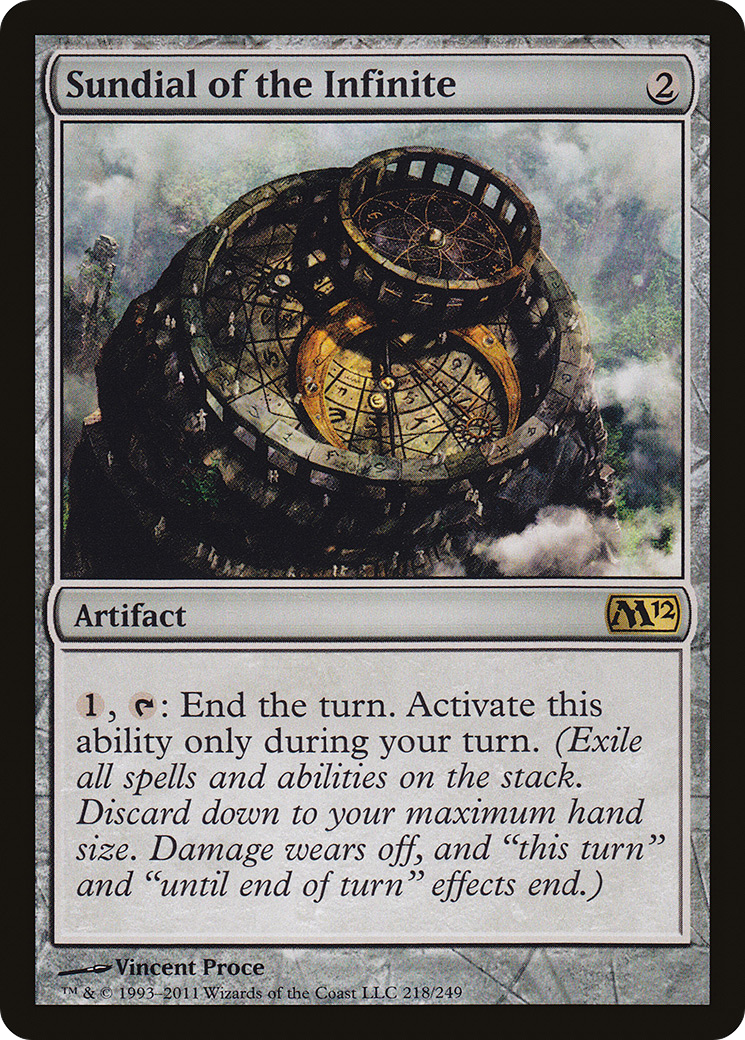 Sundial of the Infinite 2
Artifact M12
1, : End the turn. Activate this
ability only during your turn. (Exile
all spells and abilities on the stack.
Discard down to your maximum hand
size. Damage wears off, and “this turn”
and “until end of turn” effects end.)
Vincent Proce
™ & © 1993–2011 Wizards of the Coast LLC 218/249